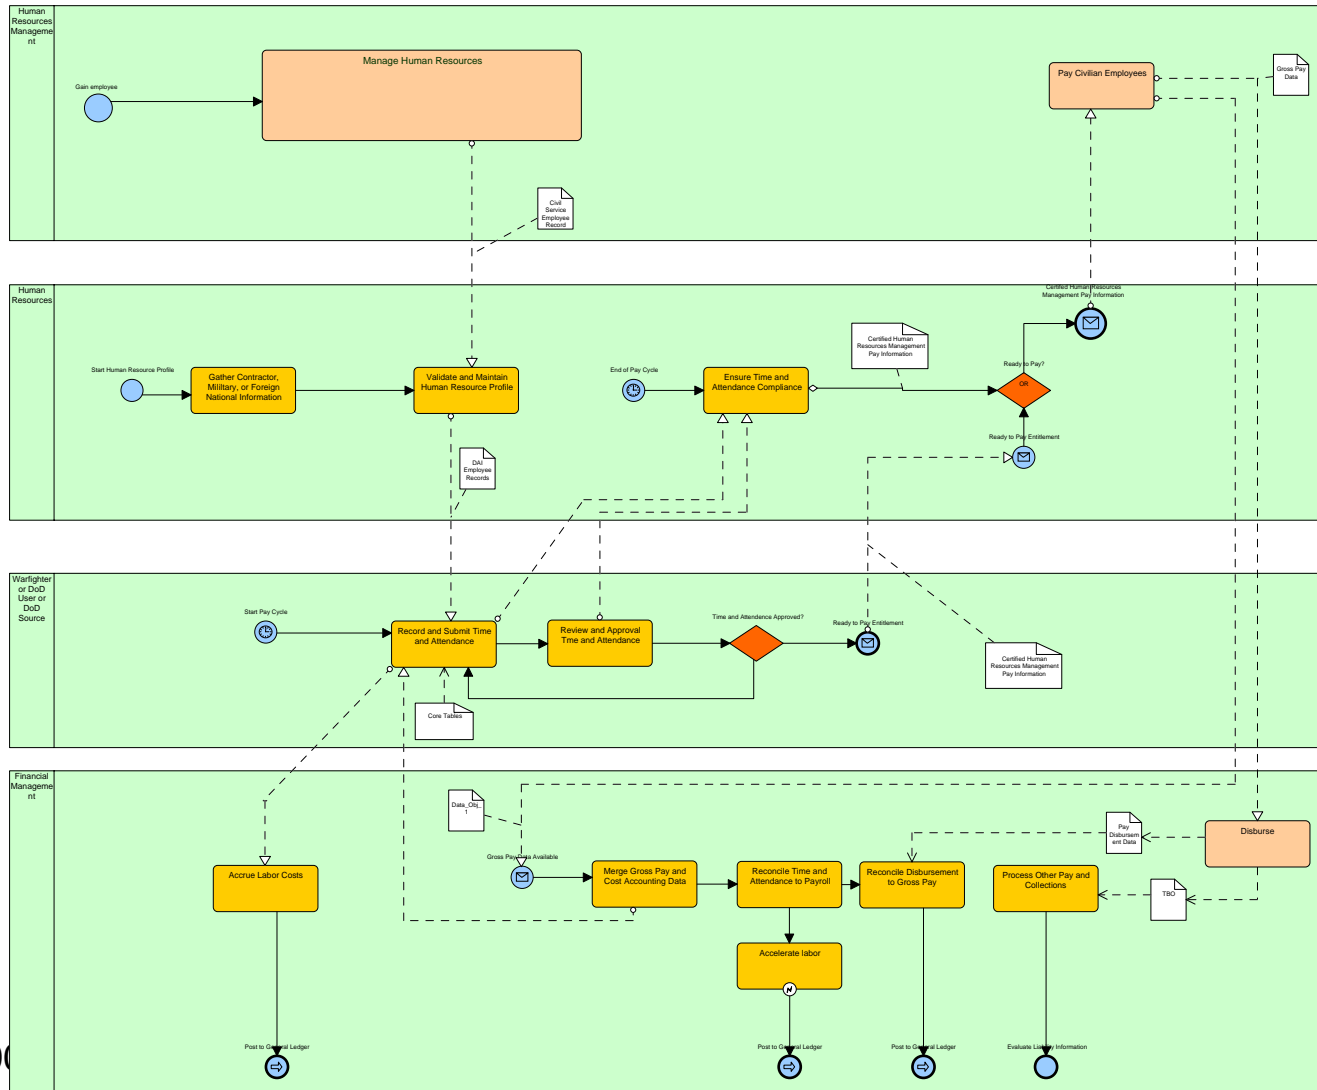 Human
Resources
Manageme
nt
Manage Human Resources
Gain employee
Pay Civilian Employees
Gross Pay
Data
Civil
Service
Employee
Record
Human
Resources
Certifed Human Resources
Management Pay Information
Certified Human
Resources Management
Pay Information
Start Human Resource Profile
Gather Contractor,
Military, or Foreign
National Information
Validate and Maintain
Human Resource Profile
End of Pay Cycle
Ensure Time and
Attendance Compliance
Ready to Pay?
OR
Ready to Pay Entitlement
DAI
Employee
Records
Warfighter
or DoD
User or
DoD
Source
Start Pay Cycle
Record and Submit Time
and Attendance
Review and Approval
Tme and Attendance
Time and Attendence Approved?
Ready to Pay Entitlement
Certified Human
Resources Management
Pay Information
Core Tables
Financial
Manageme
nt
Data_Obj_
1
Gross Pay Data Available
Accrue Labor Costs
Merge Gross Pay and
Cost Accounting Data
Reconcile Time and
Attendance to Payroll
Reconcile Disbursement
to Gross Pay
Process Other Pay and
Collections
Pay
Disbursem
ent Data
Disburse
TBO
Accelerate labor
Post to General Ledger
Post to General Ledger
Post to General Ledger
Evaluate Liability Information